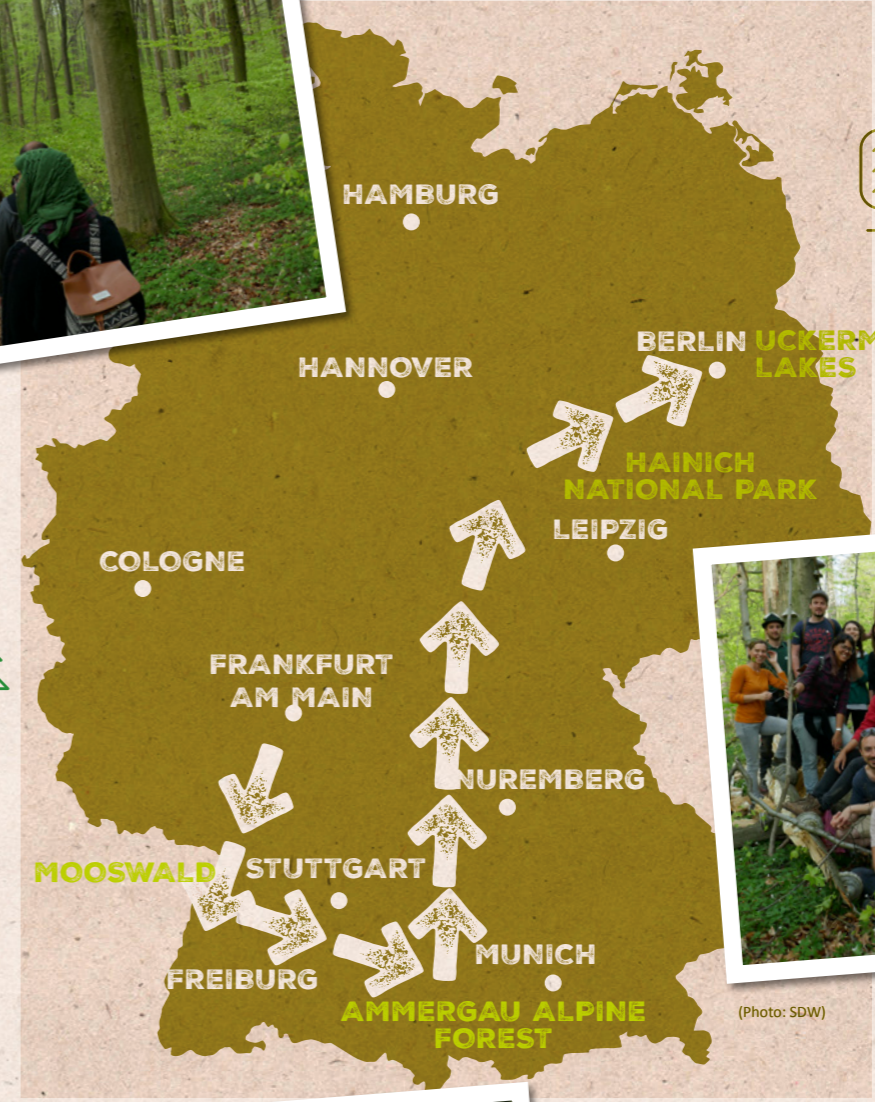 HAMBURG
BERLIN
LAKES
HANNOVER
HAINICH
NATIONAL PARK
LEIPZIG
COLOGNE
FRANKFURT
AM MAIN
NUREMBERG
MOOSWALD
STUTTGART
MUNICH
FREIBURG
AMMERGAU ALPINE
FOREST
(Photo: SDW)